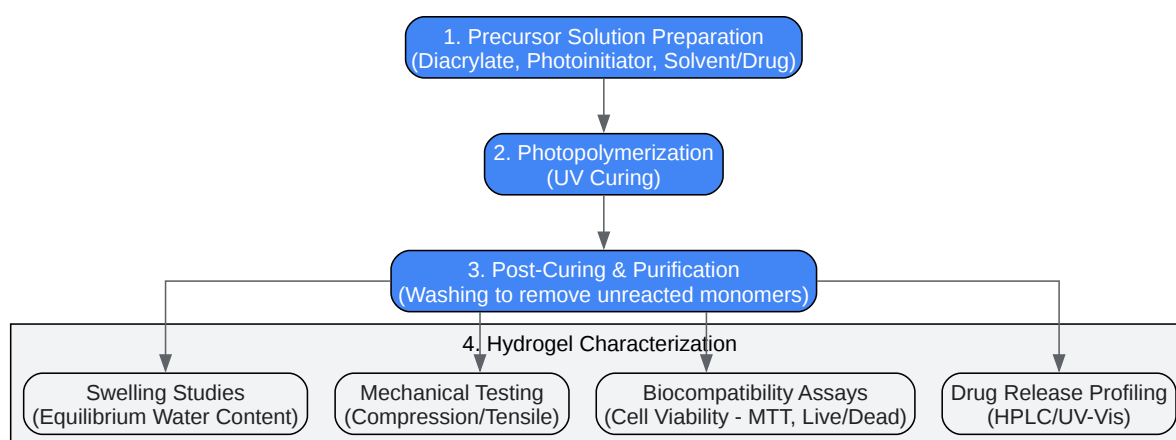 1. Precursor Solution Preparation
(Diacrylate, Photoinitiator, Solvent/Drug)
2. Photopolymerization
(UV Curing)
3. Post-Curing & Purification
(Washing to remove unreacted monomers)
4. Hydrogel Characterization
Swelling Studies
(Equilibrium Water Content)
Mechanical Testing
(Compression/Tensile)
Biocompatibility Assays
(Cell Viability - MTT, Live/Dead)
Drug Release Profiling
(HPLC/UV-Vis)